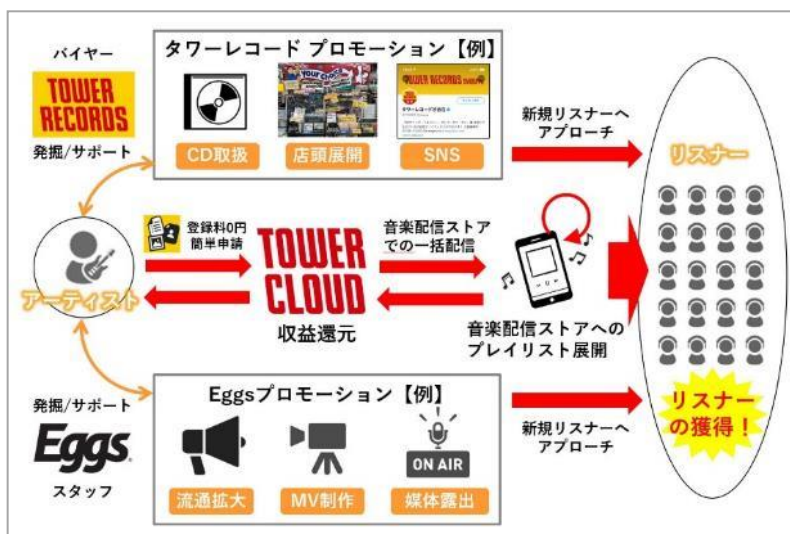 バイヤー
TOWER
RECORDS
発掘/サポート
タワーレコード プロモーション【例】
YOUR CHOICE
TOWER RECORDS
CD取扱
店頭展開
SNS
新規リスナーへ
アプローチ
リスナー
アーティスト
登録料0円
簡単申請
TOWER
CLOUD
収益還元
音楽配信ストア
での一括配信
音楽配信ストアへの
プレイリスト展開
発掘/サポート
Eggs
スタッフ
Eggsプロモーション【例】
ON AIR
流通拡大
MV制作
媒体露出
新規リスナーへ
アプローチ
リスナー
の獲得！